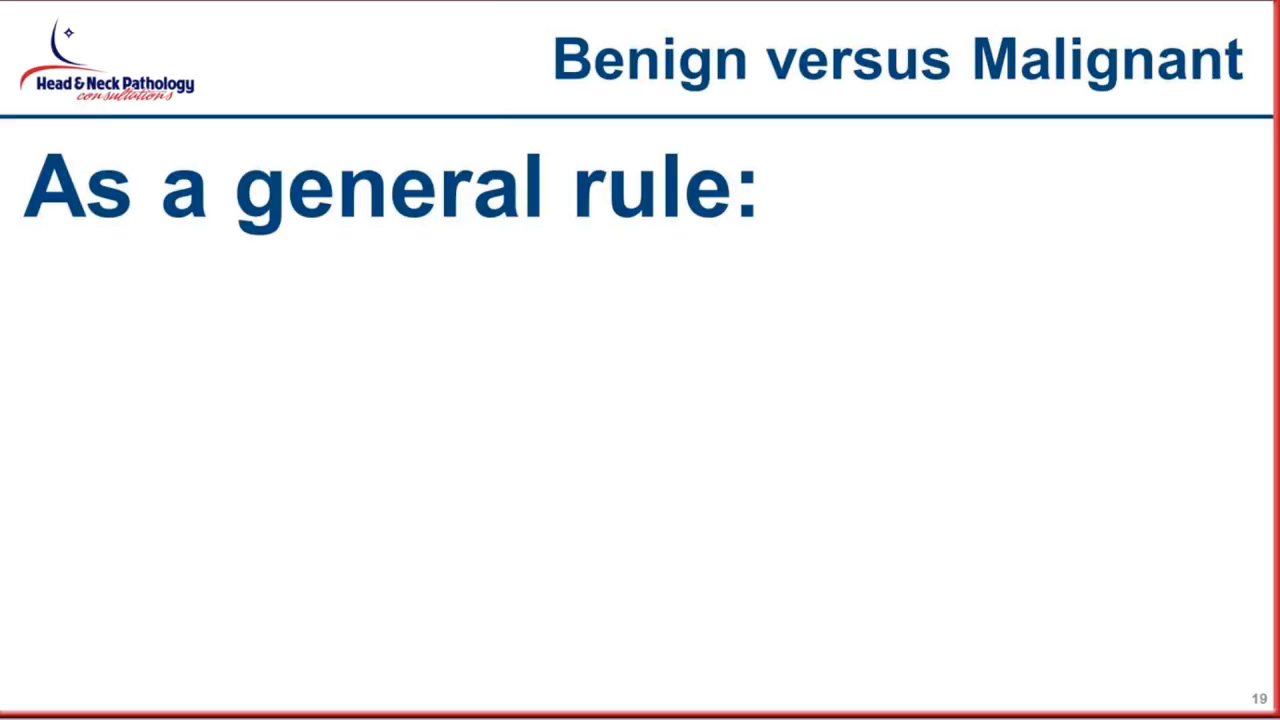 Head & Neck Pathology
consultations
Benign versus Malignant
As a general rule:
19